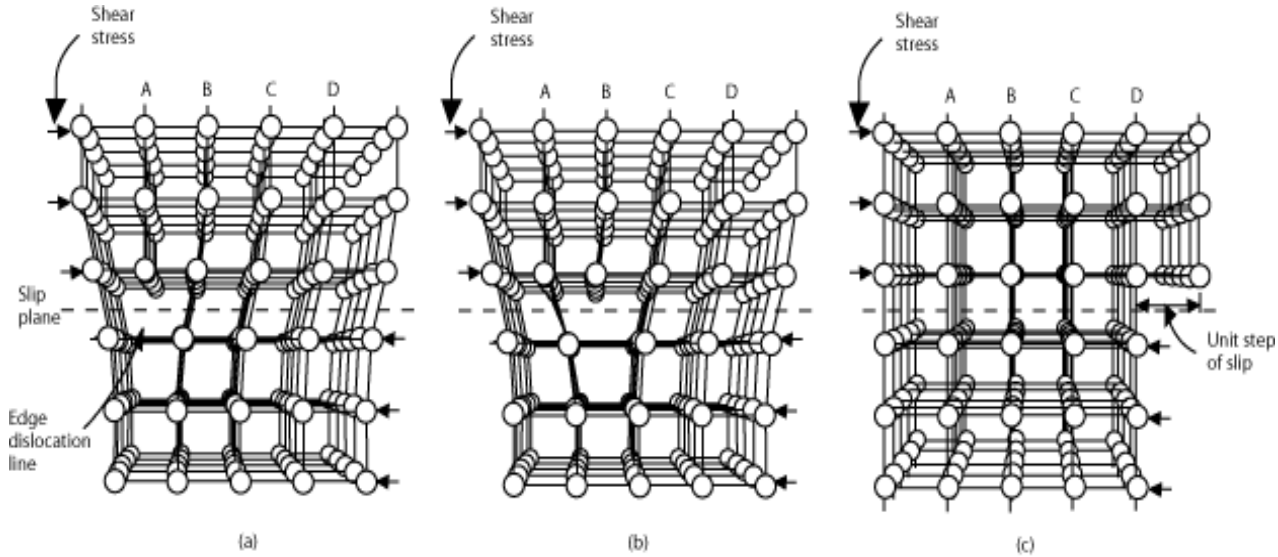 Shear
stress
A B C D
Slip
plane
Edge
dislocation
line
(a)
Shear
stress
A B C D
(b)
Shear
stress
A B C D
Unit step
of slip
(c)